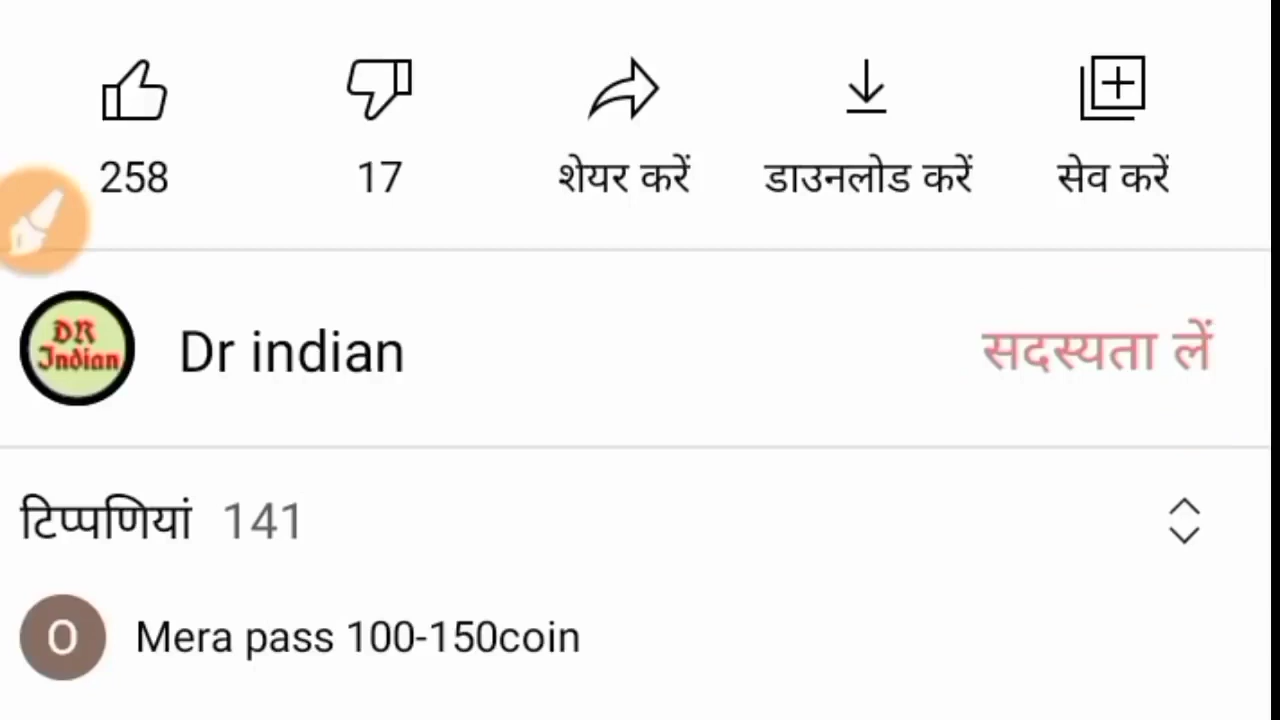 258
17
शेयर करें
डाउनलोड करें
सेव करें
DR
Indian
Dr indian
सदस्यता लें
टिप्पणियां 141
O
Mera pass 100-150coin